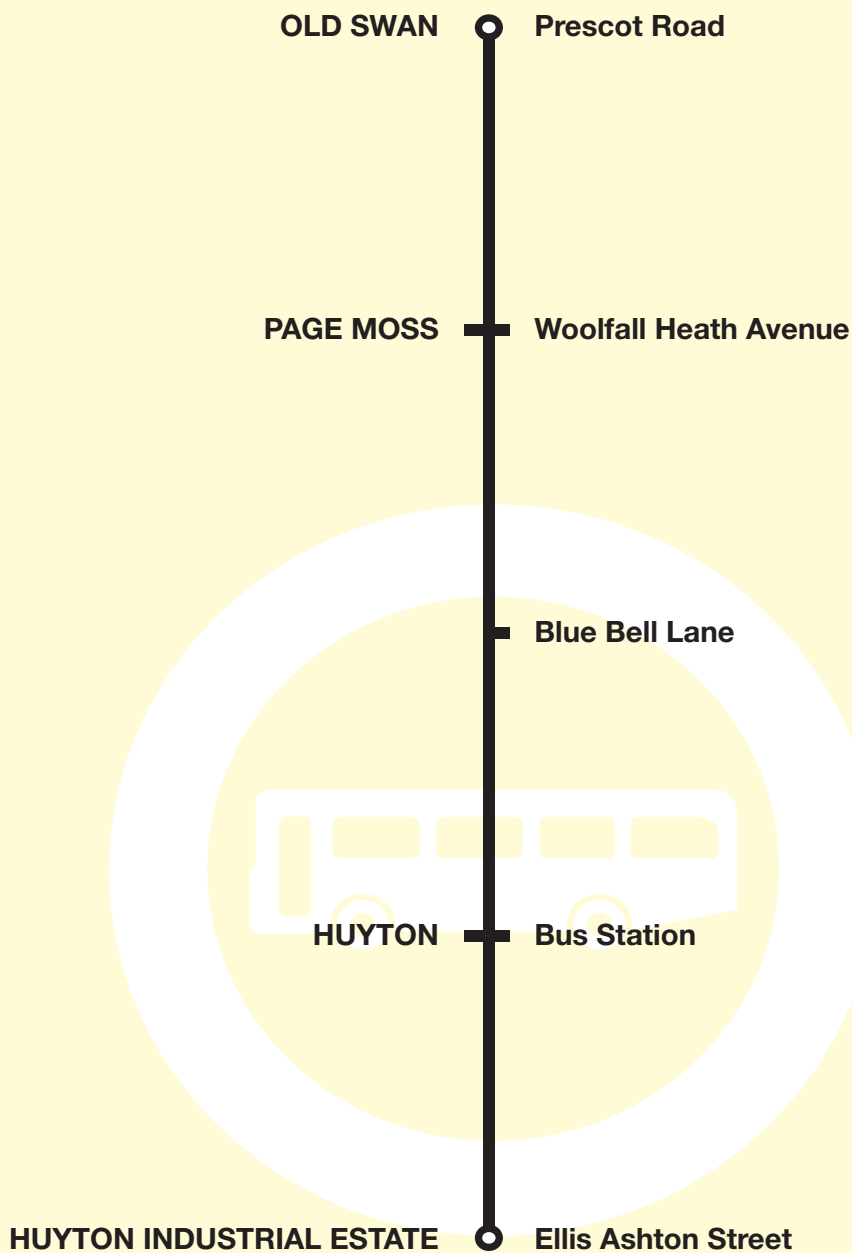 OLD SWAN Prescot Road
PAGE MOSS Woolfall Heath Avenue
Blue Bell Lane
HUYTON Bus Station
HUYTON INDUSTRIAL ESTATE Ellis Ashton Street